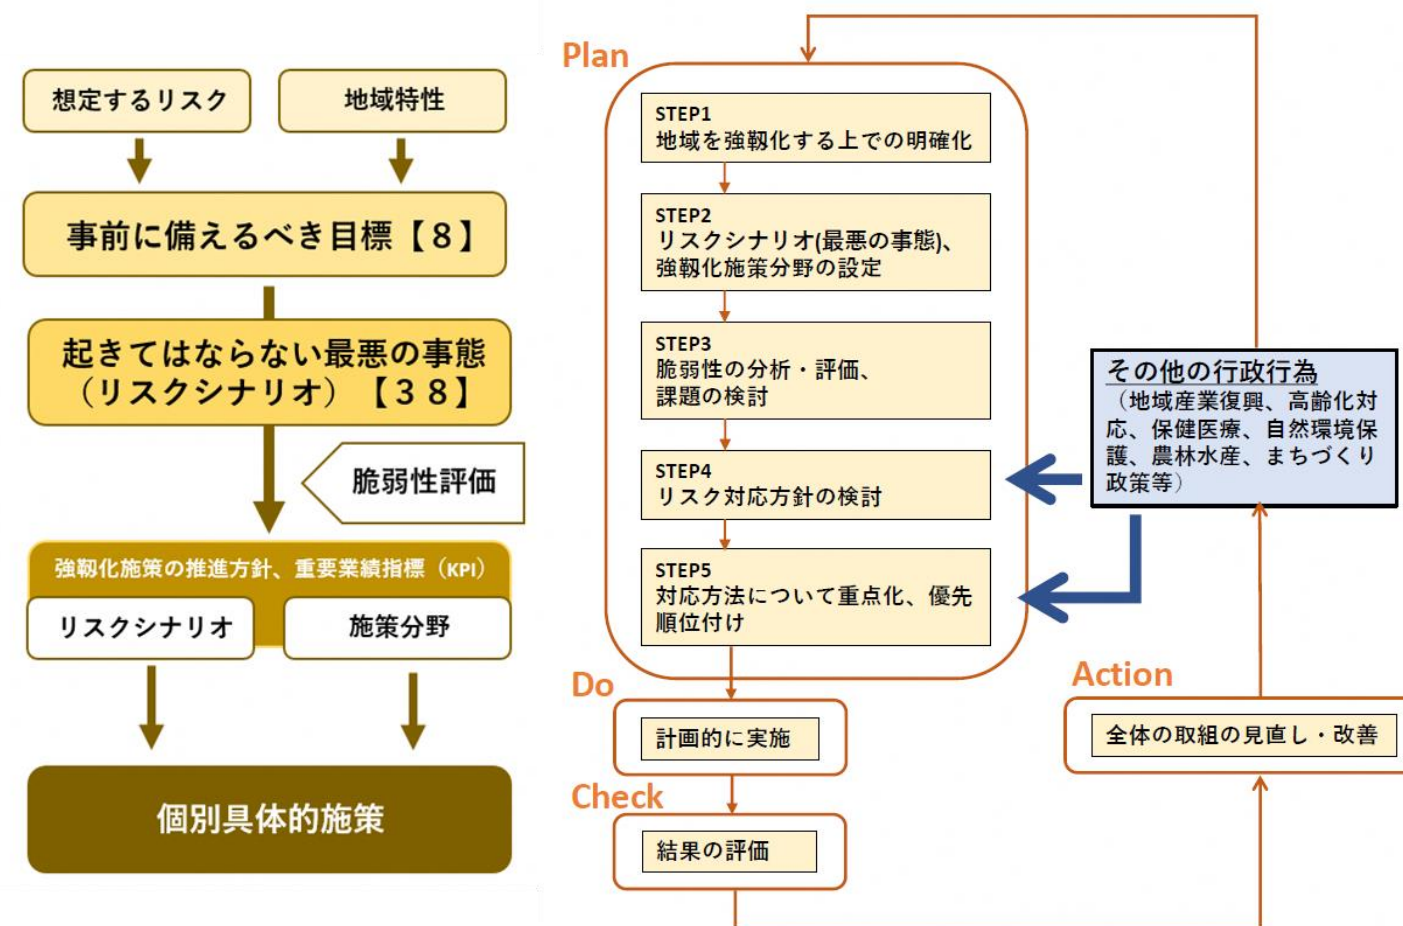 想定するリスク
地域特性
事前に備えるべき目標【８】
起きてはならない最悪の事態
（リスクシナリオ）【３８】
脆弱性評価
強靱化施策の推進方針、重要業績指標（KPI）
リスクシナリオ
施策分野
個別具体的施策
Plan
STEP1
地域を強靱化する上での明確化
STEP2
リスクシナリオ(最悪の事態)、
強靱化施策分野の設定
STEP3
脆弱性の分析・評価、
課題の検討
STEP4
リスク対応方針の検討
STEP5
対応方法について重点化、優先
順位付け
Do
計画的に実施
Check
結果の評価
その他の行政行為
（地域産業復興、高齢化対
応、保健医療、自然環境保
護、農林水産、まちづくり
政策等）
Action
全体の取組の見直し・改善